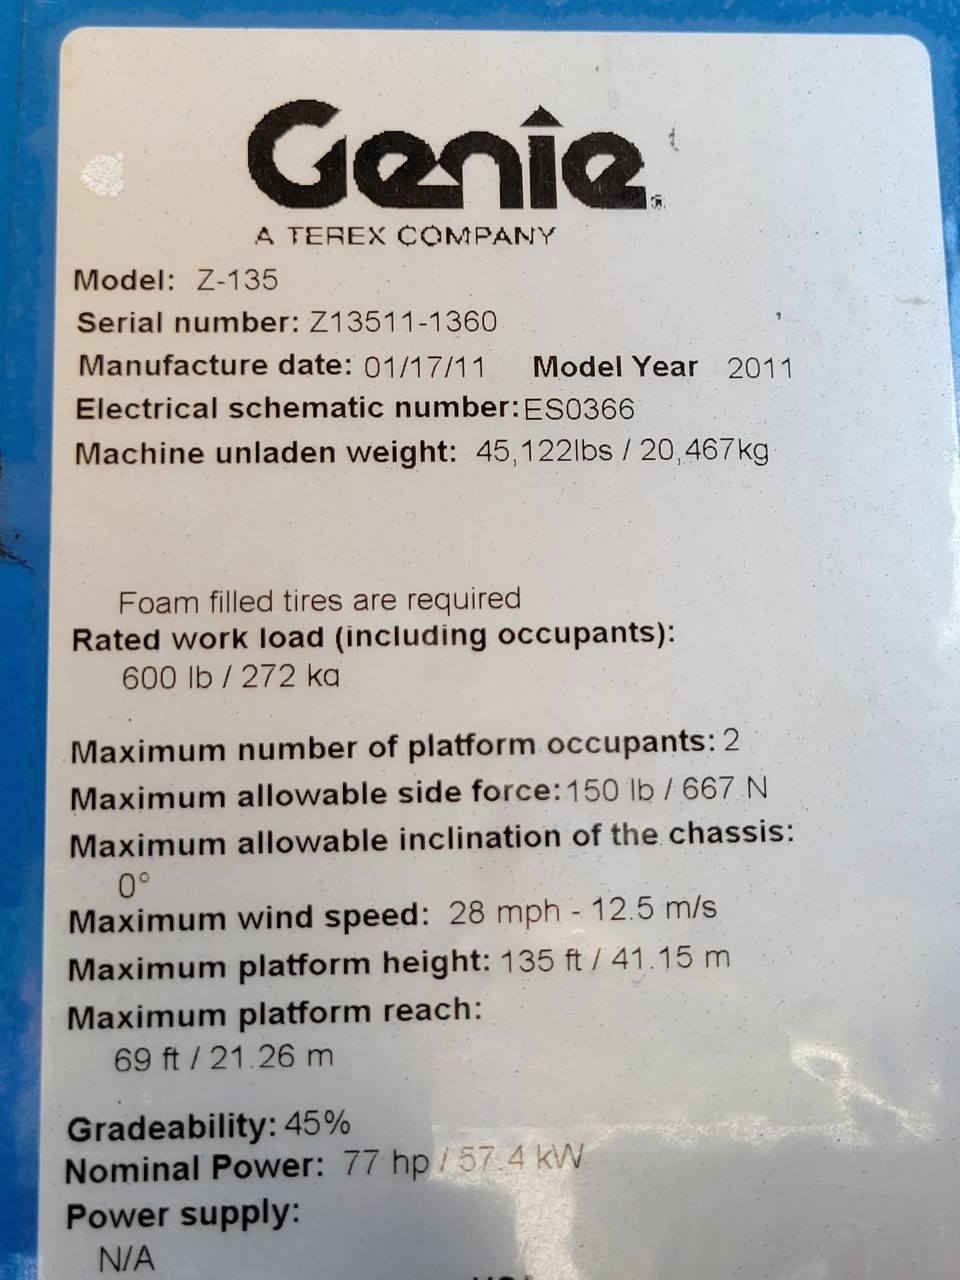 Genie®
A TEREX COMPANY
Model: Z-135
Serial number: Z13511-1360
Manufacture date: 01/17/11 Model Year 2011
Electrical schematic number: ES0366
Machine unladen weight: 45,122lbs / 20,467kg
Foam filled tires are required
Rated work load (including occupants):
600 lb / 272 kg
Maximum number of platform occupants: 2
Maximum allowable side force: 150 lb / 667 N
Maximum allowable inclination of the chassis:
0°
Maximum wind speed: 28 mph - 12.5 m/s
Maximum platform height: 135 ft / 41.15 m
Maximum platform reach:
69 ft / 21.26 m
Gradeability: 45%
Nominal Power: 77 hp / 57.4 kW
Power supply:
N/A